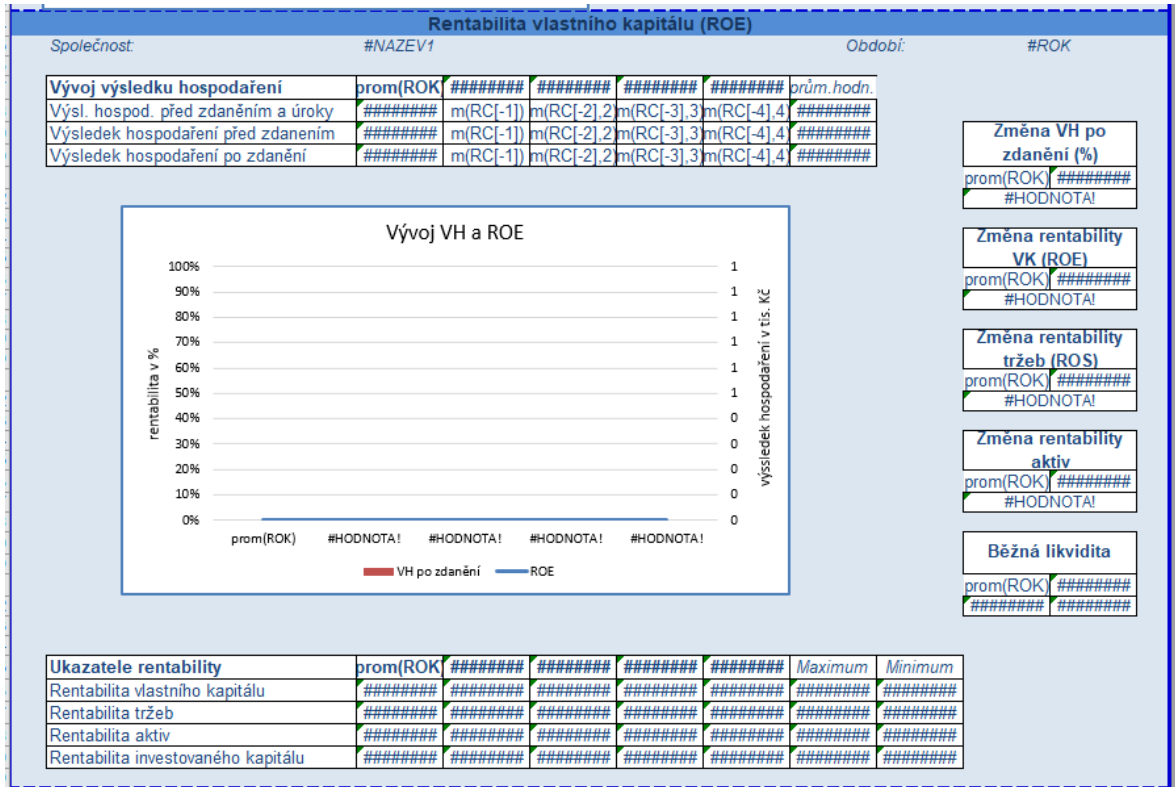 Rentabilita vlastního kapitálu (ROE)
Společnost: #NAZEV1 Období: #ROK
Vývoj výsledku hospodaření prom(ROK) ######## ######## ######## ######## prům.hodn.
Výsl. hospod. před zdaněním a úroky ######## m(RC[-1]) m(RC[-2],2) m(RC[-3],3) m(RC[-4],4) ########
Výsledek hospodaření před zdanením ######## m(RC[-1]) m(RC[-2],2) m(RC[-3],3) m(RC[-4],4) ########
Výsledek hospodaření po zdanění ######## m(RC[-1]) m(RC[-2],2) m(RC[-3],3) m(RC[-4],4) ########
Změna VH po
zdanění (%)
prom(ROK) ########
#HODNOTA!
Změna rentability
VK (ROE)
prom(ROK) ########
#HODNOTA!
Změna rentability
tržeb (ROS)
prom(ROK) ########
#HODNOTA!
Změna rentability
aktiv
prom(ROK) ########
#HODNOTA!
Běžná likvidita
prom(ROK) ########
######## ########
Vývoj VH a ROE
rentabilita v %
100% 1
90% 1
80% 1
70% 1
60% 1
50% 1
40% 0
30% 0
20% 0
10% 0
0% 0
výssledek hospodaření v tis. Kč
prom(ROK) #HODNOTA! #HODNOTA! #HODNOTA! #HODNOTA!
VH po zdanění ROE
Ukazatele rentability prom(ROK) ######## ######## ######## ######## Maximum Minimum
Rentabilita vlastního kapitálu ######## ######## ######## ######## ######## ######## ########
Rentabilita tržeb ######## ######## ######## ######## ######## ######## ########
Rentabilita aktiv ######## ######## ######## ######## ######## ######## ########
Rentabilita investovaného kapitálu ######## ######## ######## ######## ######## ######## ########